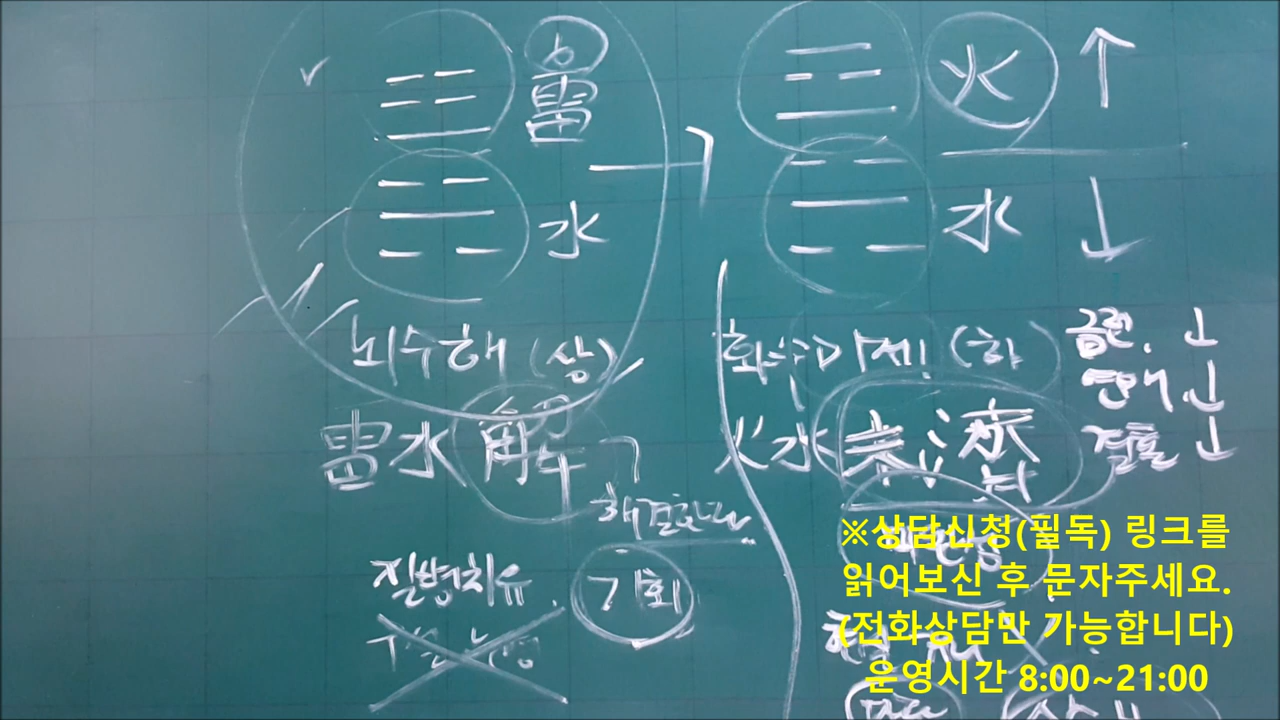 상
雷
水
뇌수해 (상)
雷水解
해결한다
질병치유
기회
火
水
화수미제 (하)
火水未濟
금전
연애
결혼
※상담신청(필독) 링크를
읽어보신 후 문자주세요.
(전화상담만 가능합니다)
운영시간 8:00~21:00